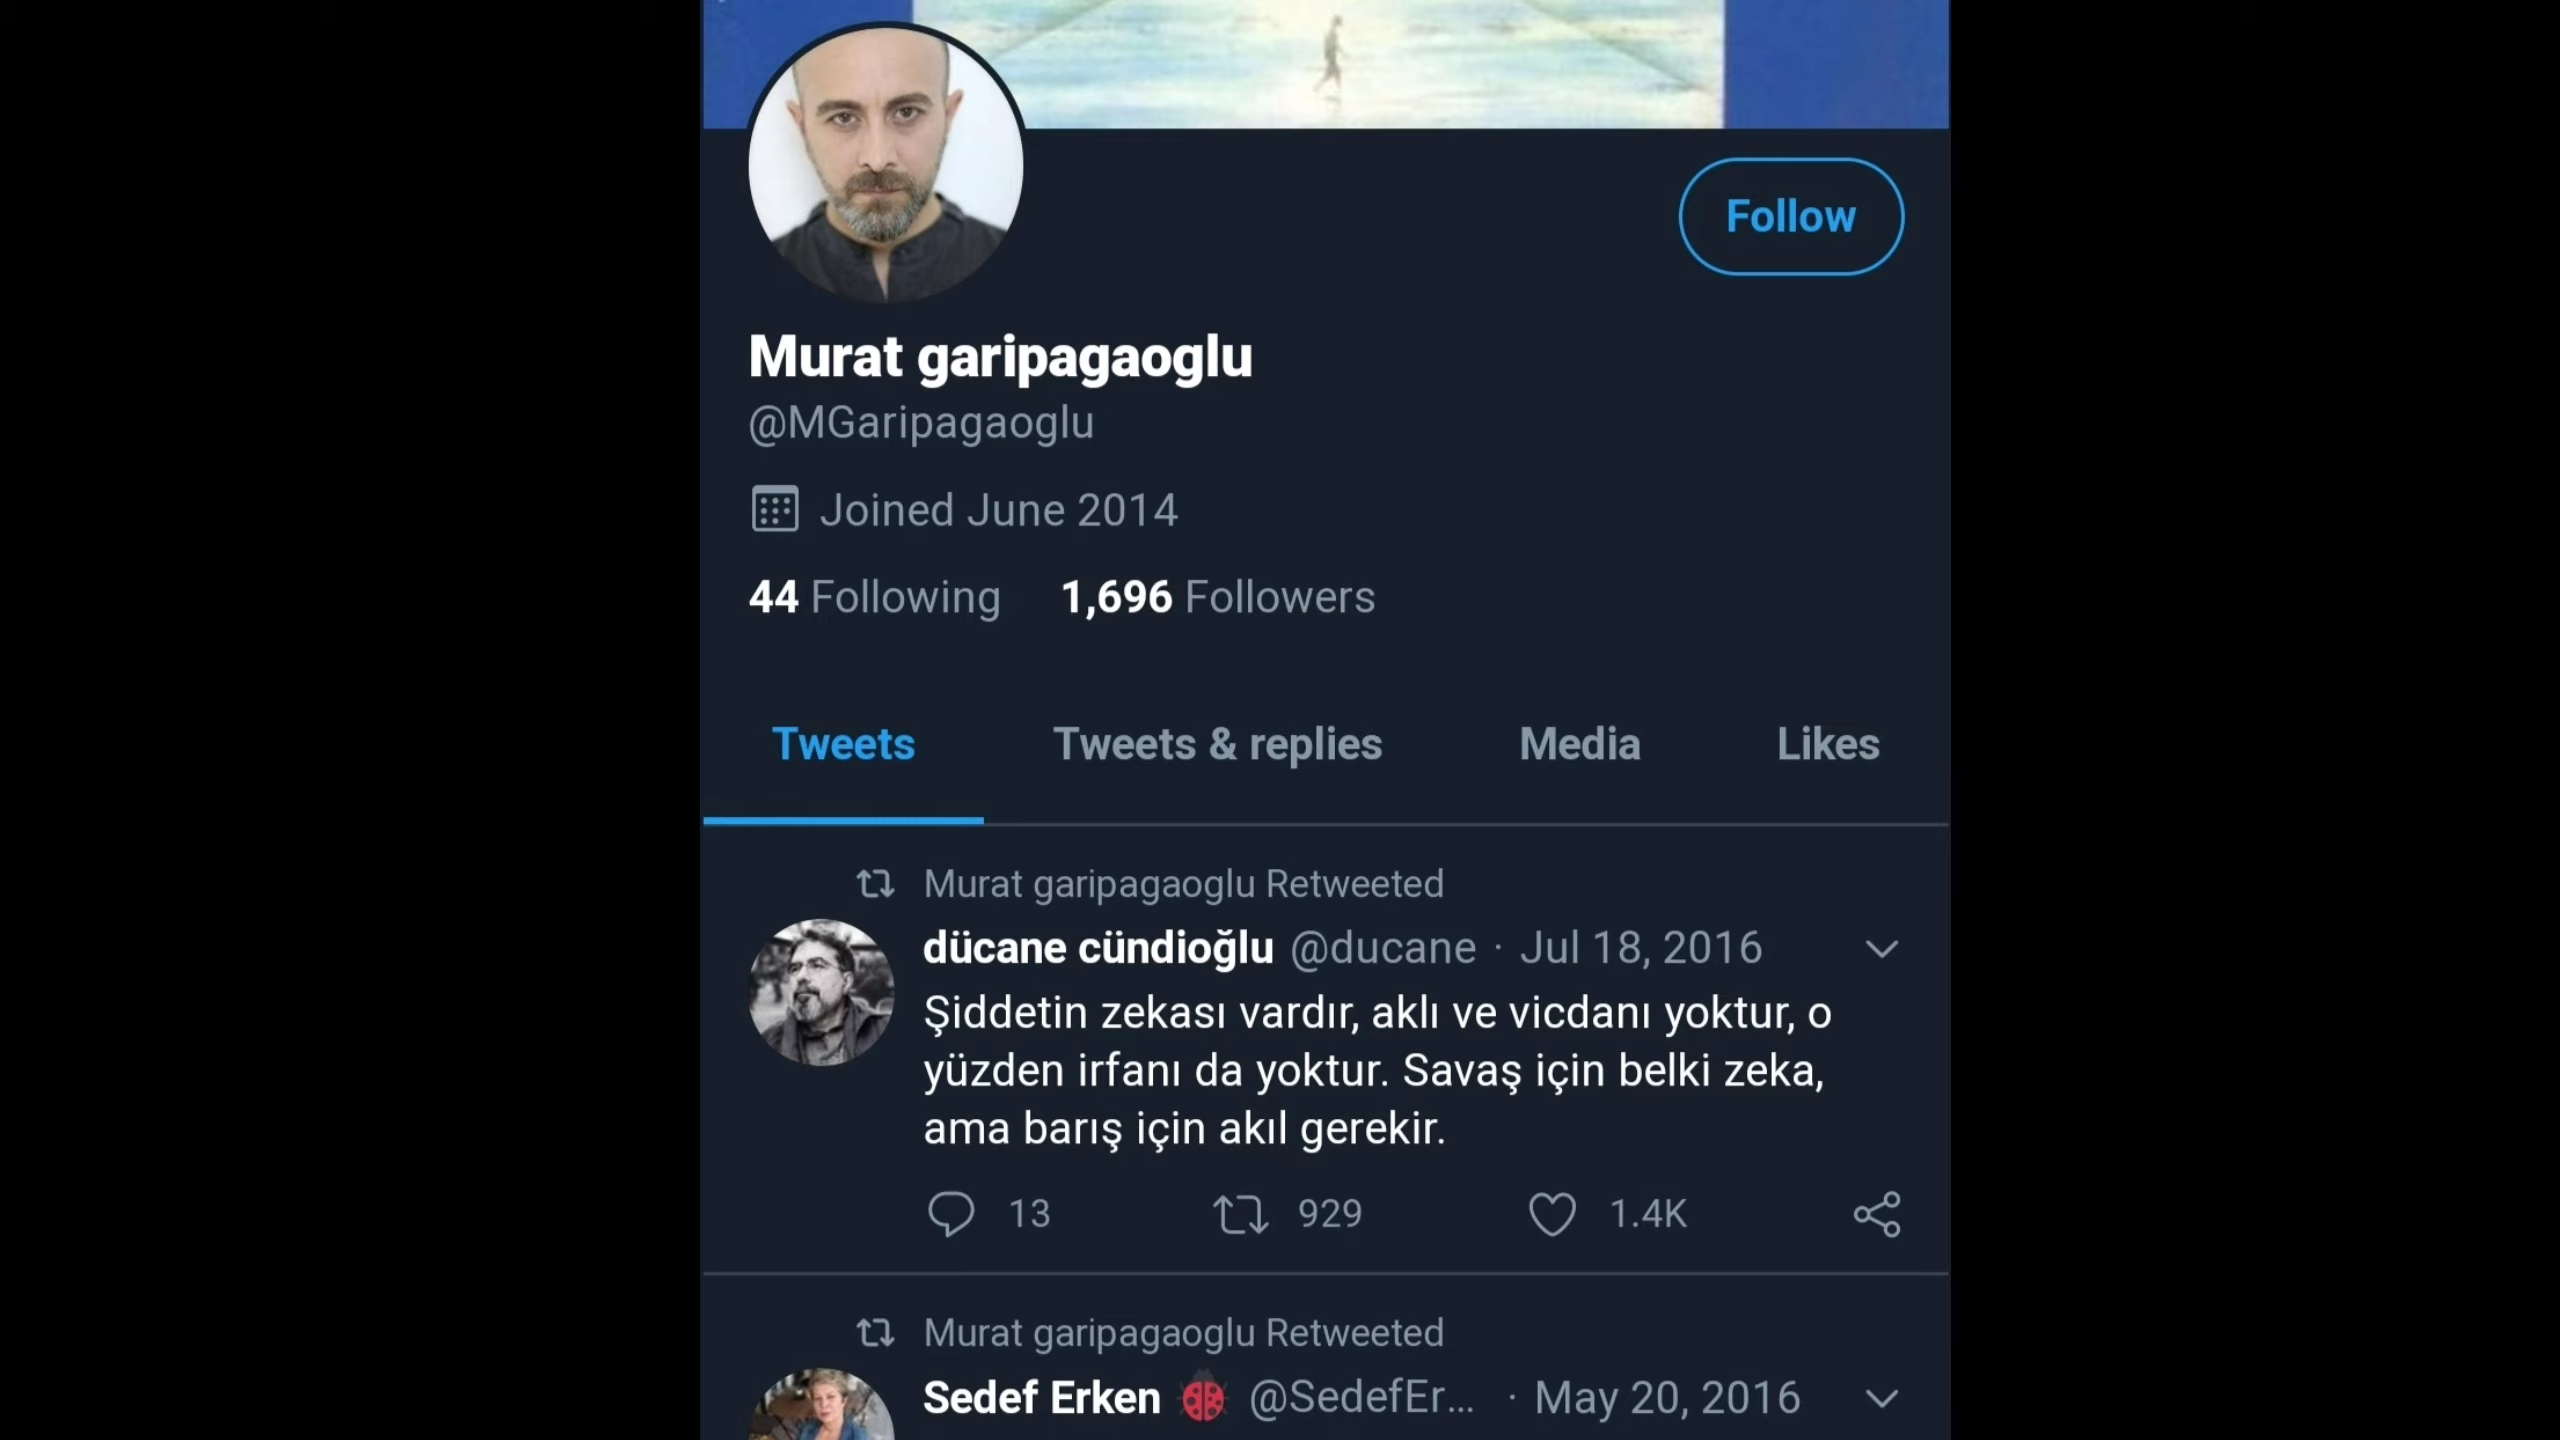 Follow
Murat garipagaoglu
@MGaripagaoglu
Joined June 2014
44 Following 1,696 Followers
Tweets Tweets & replies Media Likes
Murat garipagaoglu Retweeted
dücane cündioğlu @ducane · Jul 18, 2016
Şiddetin zekası vardır, aklı ve vicdanı yoktur, o
yüzden irfanı da yoktur. Savaş için belki zeka,
ama barış için akıl gerekir.
13 929 1.4K
Murat garipagaoglu Retweeted
Sedef Erken 🐞 @SedefEr... · May 20, 2016